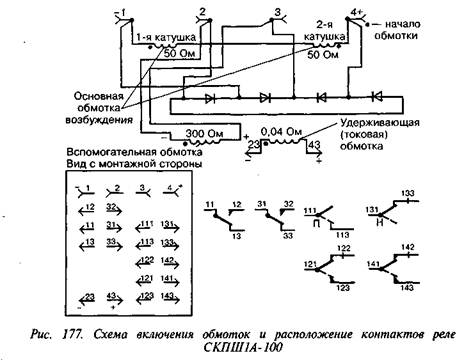 -1 2 3 4+
1-я катушка 2-я катушка
• — начало обмотки
50 Ом 50 Ом
Основная обмотка возбуждения
300 Ом
0,04 Ом
Удерживающая (токовая) обмотка
+ 23 43 +
- -
Вспомогательная обмотка
Вид с монтажной стороны
- 1 2 3 4 +
12 32
11 31 111 131
13 33 113 133
122 142
121 141
23 43 123 143
- +
11 12 31 32 111 131 133
13 33 П 113 Н
122 142
121 141
123 143
Рис. 177. Схема включения обмоток и расположение контактов реле
СКПШ1А-100